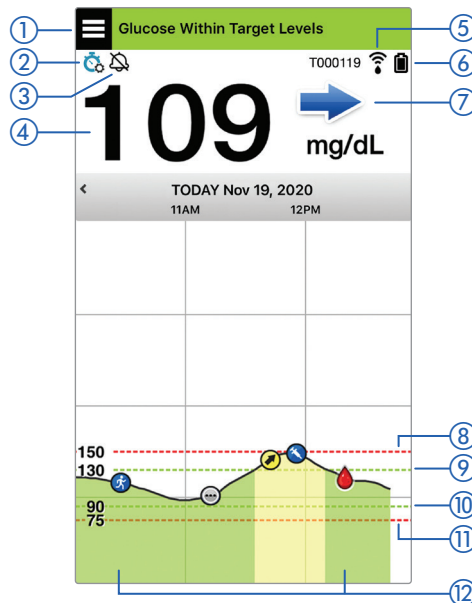 ① Glucose Within Target Levels ⑤
② T000119 ⑥
③
④ 109 ⑦
mg/dL
TODAY Nov 19, 2020
11AM 12PM
150 ⑧
130 ⑨
90 ⑩
75 ⑪
⑫